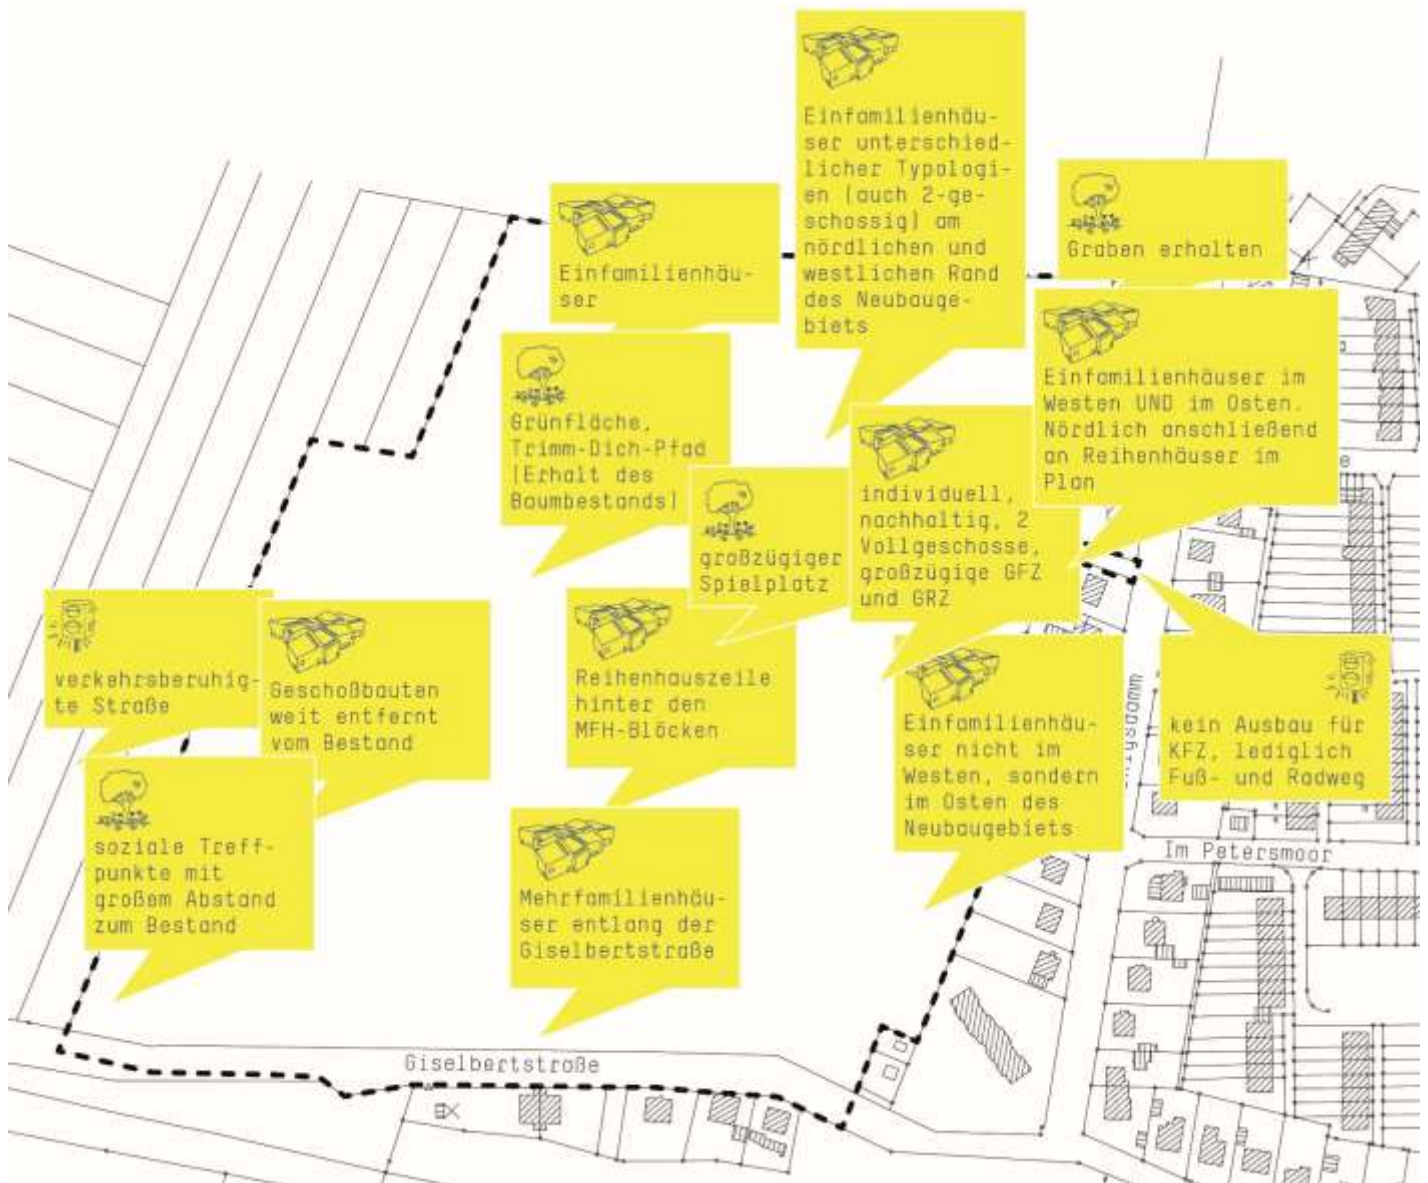 Einfamilienhäu-
ser unterschied-
licher Typologi-
en (auch 2-ge-
schossig) am
nördlichen und
westlichen Rand
des Neubauge-
biets
Einfamilienhäu-
ser
Graben erhalten
Einfamilienhäuser im
Westen UND im Osten.
Nördlich anschließend
an Reihenhäuser im
Plan
Grünfläche,
Trimm-Dich-Pfad
(Erhalt des
Baumbestands)
großzügiger
Spielplatz
individuell,
nachhaltig, 2
Vollgeschosse,
großzügige GFZ
und GRZ
verkehrsberuhig-
te Straße
Geschoßbauten
weit entfernt
vom Bestand
Reihenhauszeile
hinter den
MFH-Blöcken
Einfamilienhäu-
ser nicht im
Westen, sondern
im Osten des
Neubaugebiets
kein Ausbau für
KFZ, lediglich
Fuß- und Radweg
soziale Treff-
punkte mit
großem Abstand
zum Bestand
Mehrfamilienhäu-
ser entlang der
Giselbertstraße
Im Petersmoor
Giselbertstraße